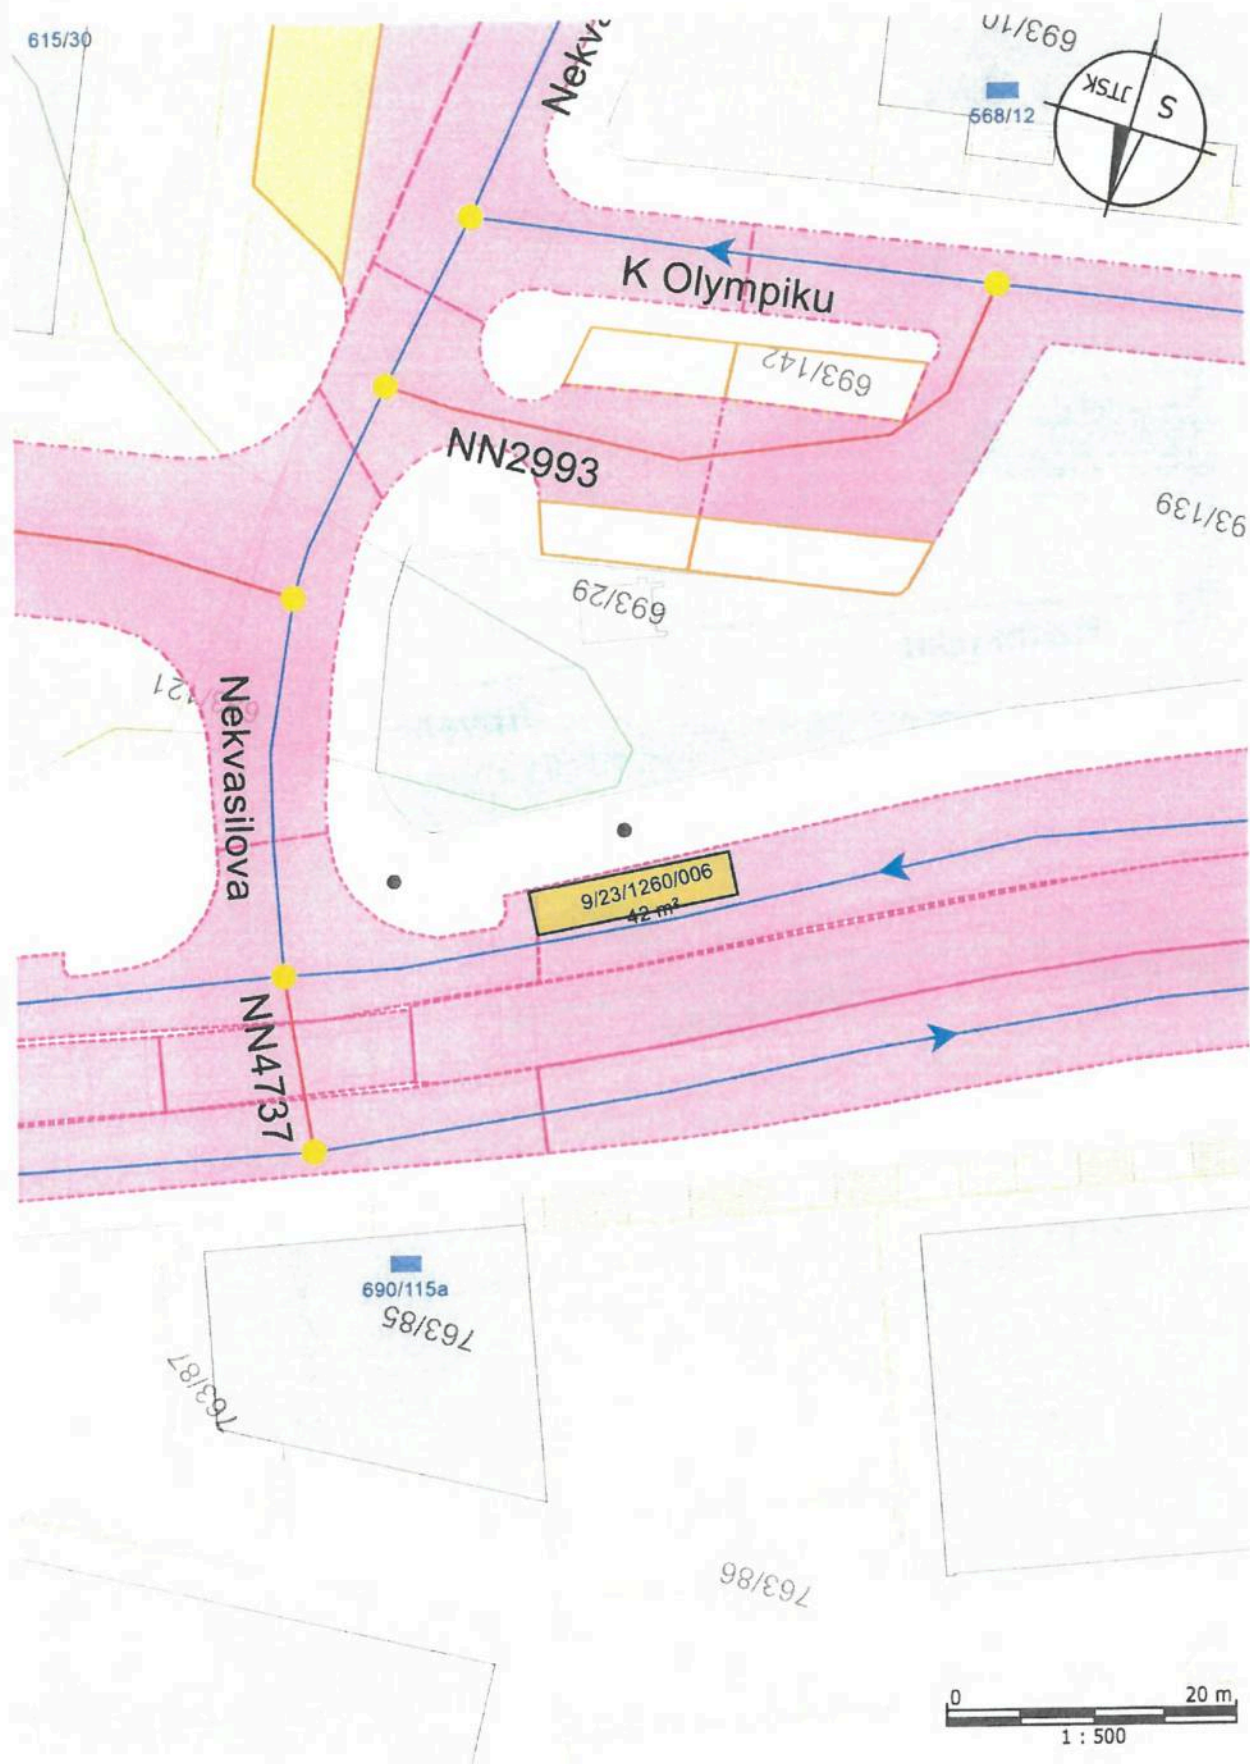 615/30
Nekv
693/10
568/12
JTSK
S
K Olympiku
693/142
NN2993
93/139
693/29
Nekvasilova
9/23/1260/006
42 m²
NN4737
690/115a
763/85
763/87
763/86
0 20 m
1 : 500